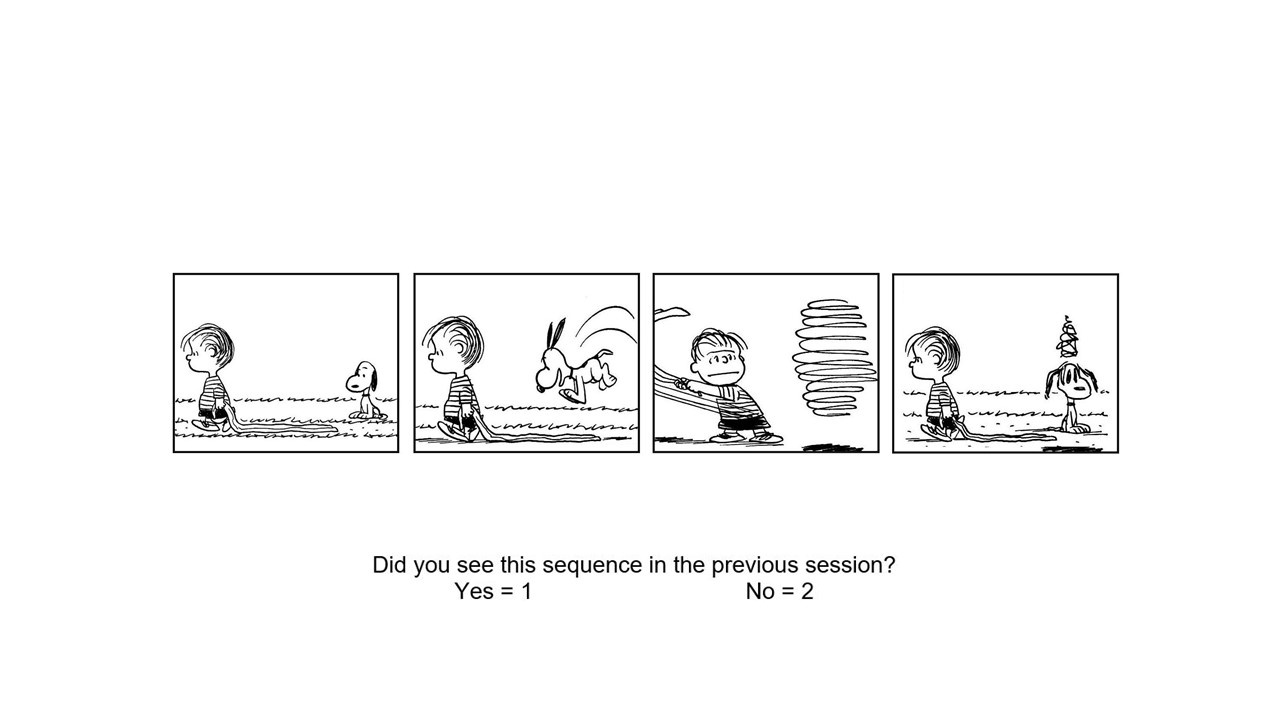 Did you see this sequence in the previous session?
Yes = 1 No = 2